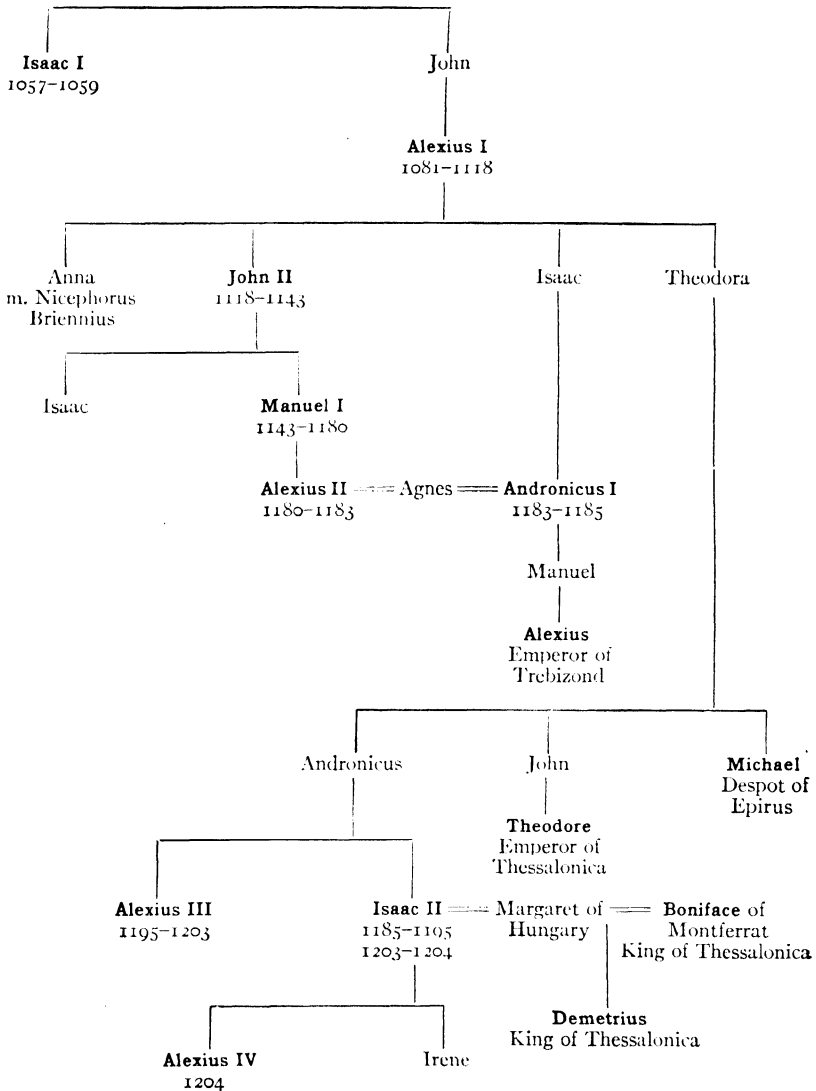 Isaac I
1057–1059
John
Alexius I
1081–1118
Anna
m. Nicephorus
Briennius
John II
1118–1143
Isaac
Theodora
Isaac
Manuel I
1143–1180
Alexius II
1180–1183
Agnes
Andronicus I
1183–1185
Manuel
Alexius
Emperor of
Trebizond
Andronicus
John
Michael
Despot of
Epirus
Theodore
Emperor of
Thessalonica
Alexius III
1195–1203
Isaac II
1185–1195
1203–1204
Margaret of
Hungary
Boniface of
Montferrat
King of Thessalonica
Demetrius
King of Thessalonica
Alexius IV
1204
Irene